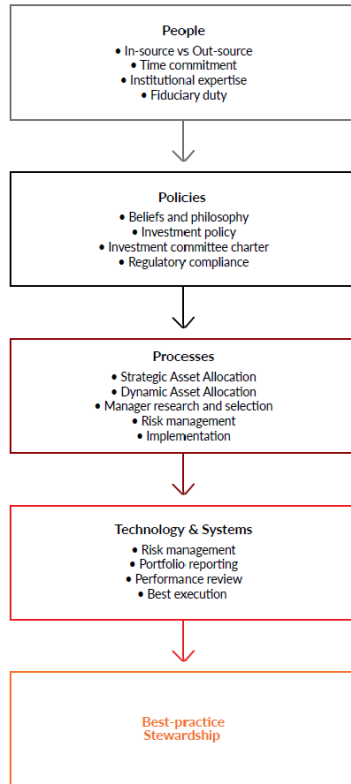 People
• In-source vs Out-source
• Time commitment
• Institutional expertise
• Fiduciary duty
Policies
• Beliefs and philosophy
• Investment policy
• Investment committee charter
• Regulatory compliance
Processes
• Strategic Asset Allocation
• Dynamic Asset Allocation
• Manager research and selection
• Risk management
• Implementation
Technology & Systems
• Risk management
• Portfolio reporting
• Performance review
• Best execution
Best-practice
Stewardship